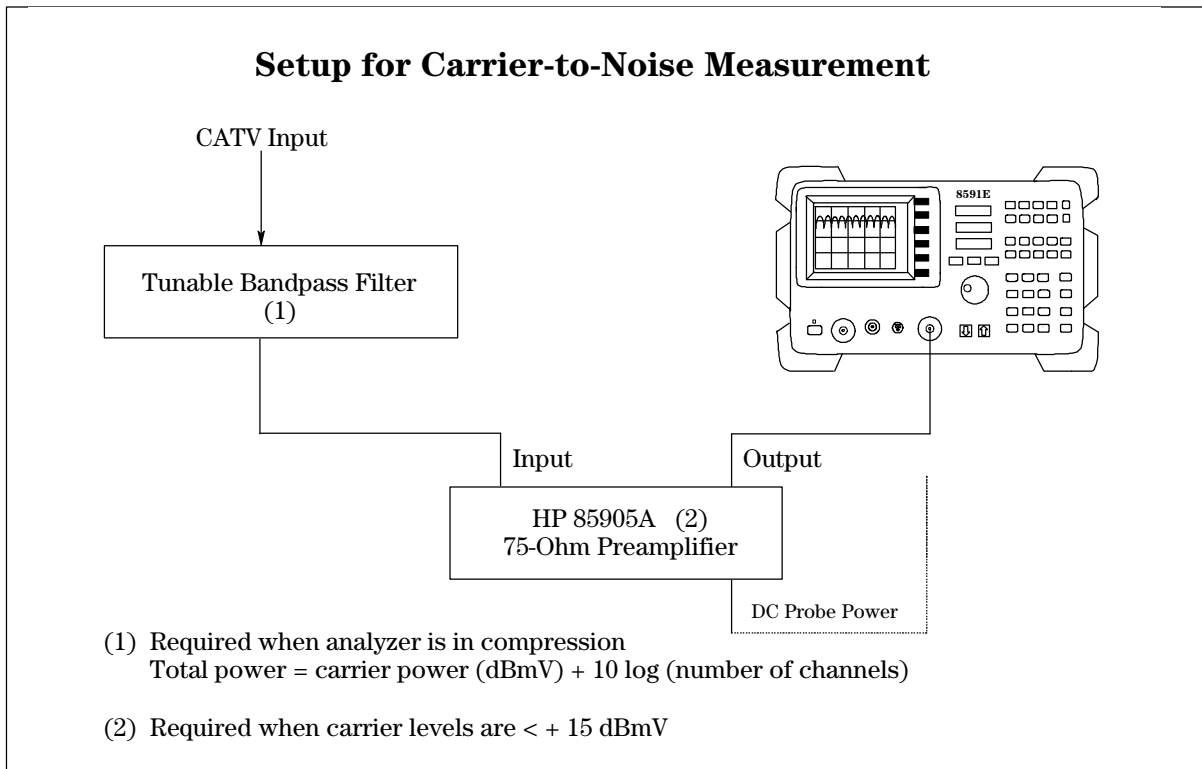 Setup for Carrier-to-Noise Measurement
CATV Input
8591E
Tunable Bandpass Filter
(1)
Input
Output
HP 85905A (2)
75-Ohm Preamplifier
DC Probe Power
(1) Required when analyzer is in compression
Total power = carrier power (dBmV) + 10 log (number of channels)
(2) Required when carrier levels are < + 15 dBmV